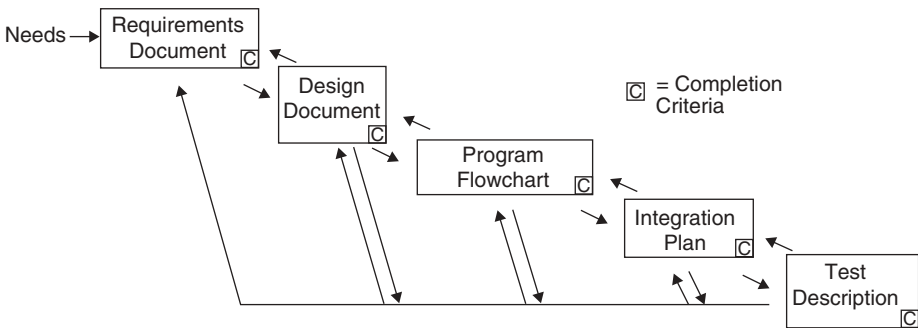 Needs
Requirements
Document
C
Design
Document
C
C = Completion
Criteria
Program
Flowchart
C
Integration
Plan
C
Test
Description
C